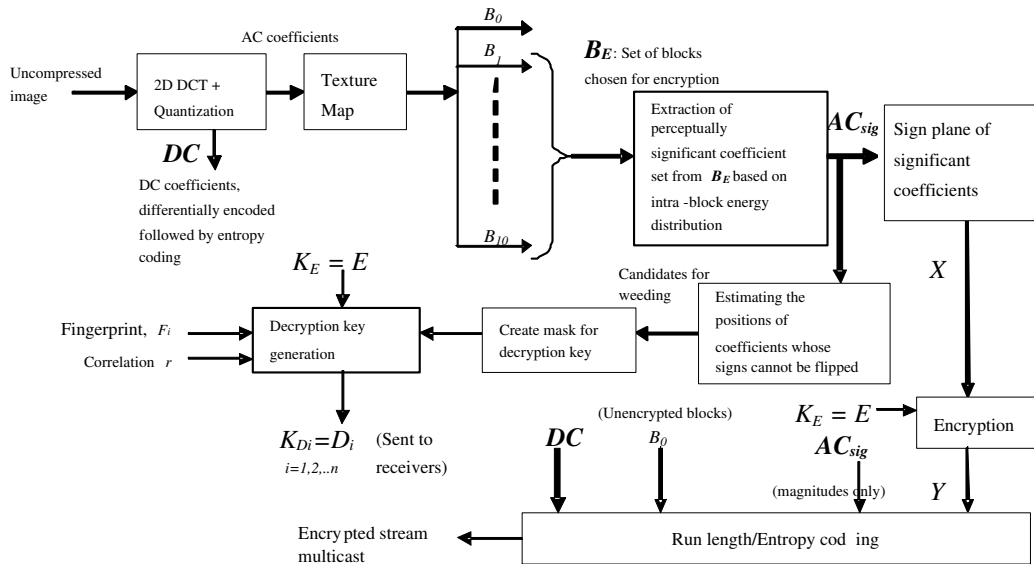 B0
AC coefficients
Uncompressed
image
2D DCT +
Quantization
Texture
Map
B1
BE: Set of blocks
chosen for encryption
Extraction of
perceptually
significant coefficient
set from BE based on
intra -block energy
distribution
ACsig
Sign plane of
significant
coefficients
DC
DC coefficients,
differentially encoded
followed by entropy
coding
B10
KE = E
Candidates for
weeding
X
Fingerprint, Fi
Correlation r
Decryption key
generation
Create mask for
decryption key
Estimating the
positions of
coefficients whose
signs cannot be flipped
KDi=Di
i=1,2,..n
(Sent to
receivers)
(Unencrypted blocks)
DC
B0
KE = E
ACsig
(magnitudes only)
Encryption
Y
Encrypted stream
multicast
Run length/Entropy cod ing